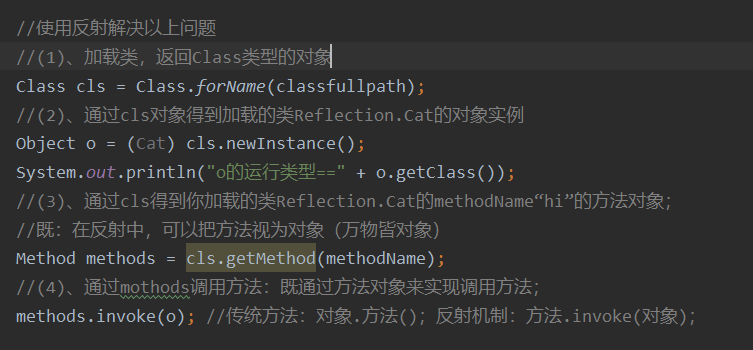 //使用反射解决以上问题
//(1)、加载类，返回Class类型的对象
Class cls = Class.forName(classfullpath);
//(2)、通过cls对象得到加载的类Reflection.Cat的对象实例
Object o = (Cat) cls.newInstance();
System.out.println("o的运行类型==" + o.getClass());
//(3)、通过cls得到你加载的类Reflection.Cat的methodName“hi”的方法对象；
//既：在反射中，可以把方法视为对象（万物皆对象）
Method methods = cls.getMethod(methodName);
//(4)、通过mothods调用方法：既通过方法对象来实现调用方法；
methods.invoke(o); //传统方法：对象.方法()；反射机制：方法.invoke(对象)；